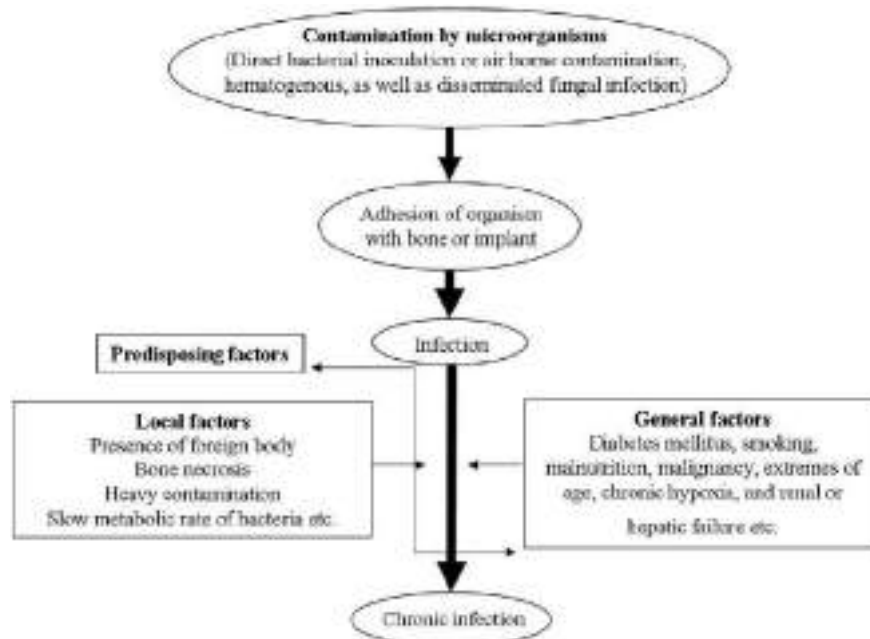 Contamination by microorganisms
(Direct bacterial inoculation or air borne contamination,
hematogenous, as well as disseminated fungal infection)
Adhesion of organism
with bone or implant
Infection
Predisposing factors
Local factors
Presence of foreign body
Bone necrosis
Heavy contamination
Slow metabolic rate of bacteria etc.
General factors
Diabetes mellitus, smoking,
malnutrition, malignancy, extremes of
age, chronic hypoxia, and renal or
hepatic failure etc.
Chronic infection